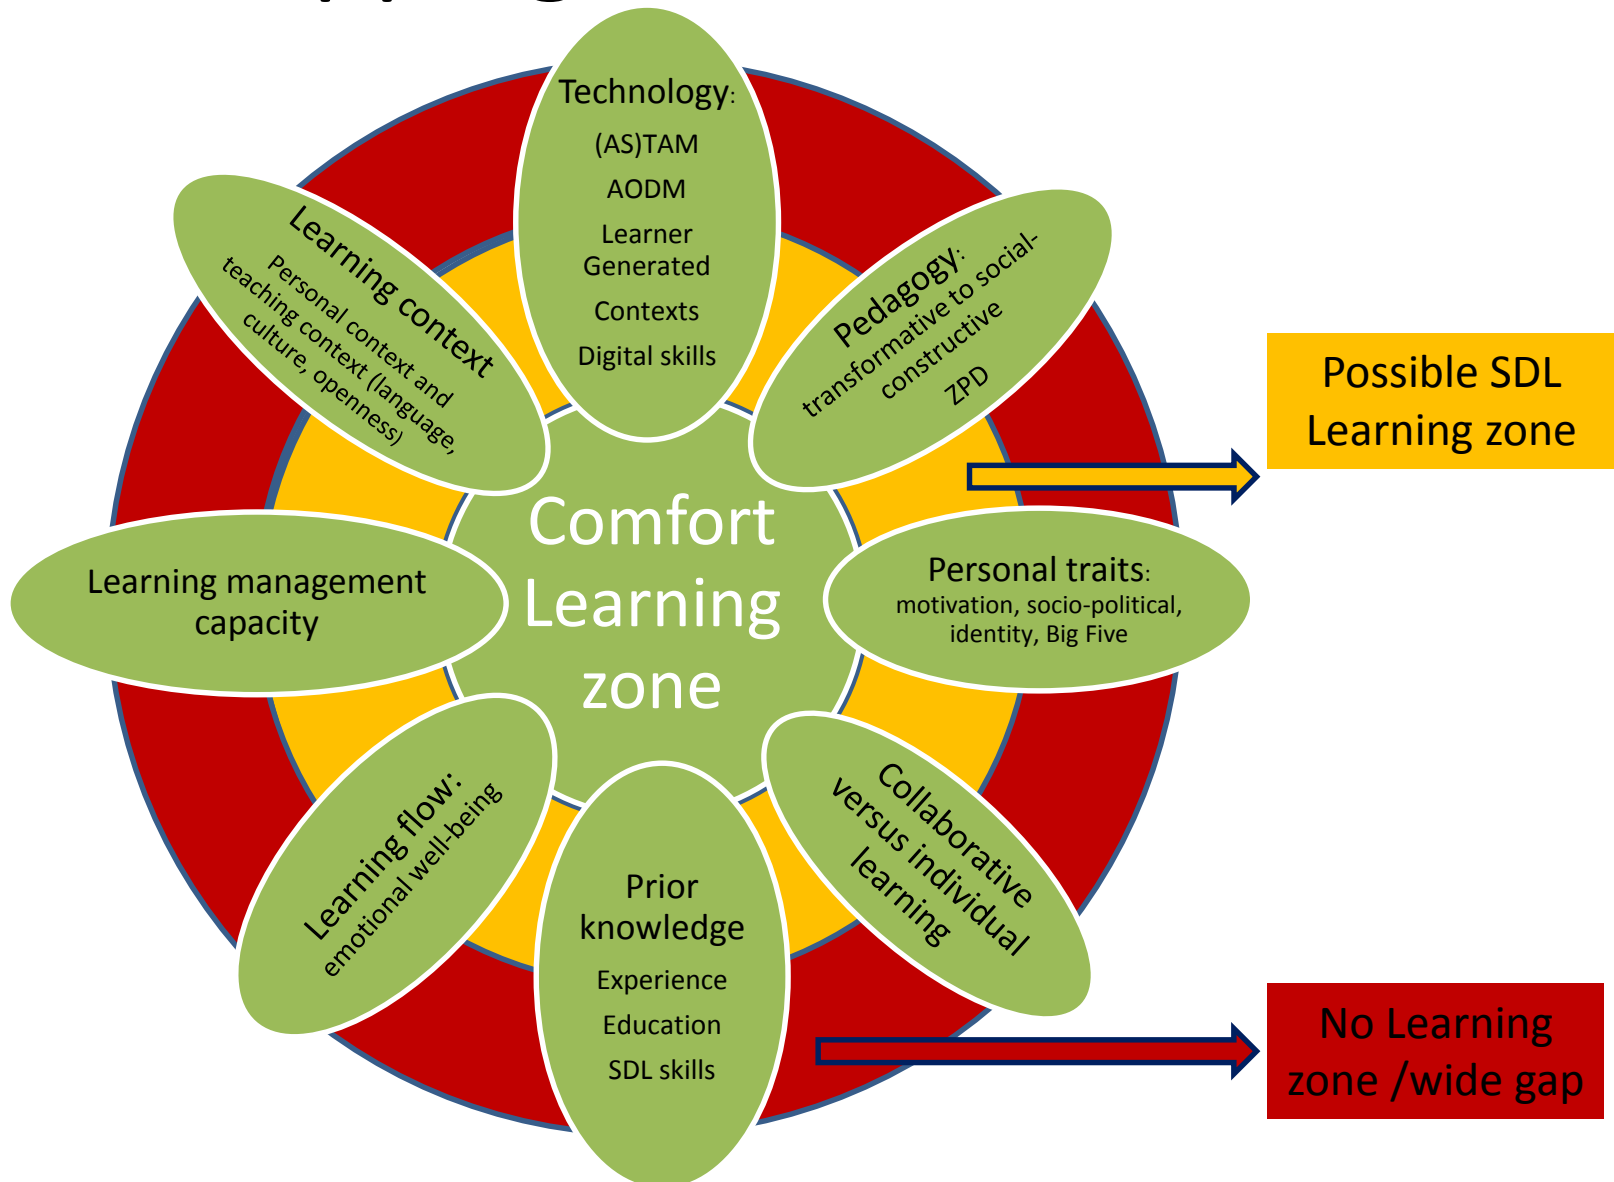 Technology:
(AS)TAM
AODM
Learner
Generated
Contexts
Digital skills
Learning context
Personal context and
teaching context (language,
culture, openness)
Pedagogy:
transformative to social-
constructive
ZPD
Possible SDL
Learning zone
Comfort
Learning
zone
Learning management
capacity
Personal traits:
motivation, socio-political,
identity, Big Five
Learning flow:
emotional well-being
Collaborative
versus individual
learning
Prior
knowledge
Experience
Education
SDL skills
No Learning
zone /wide gap